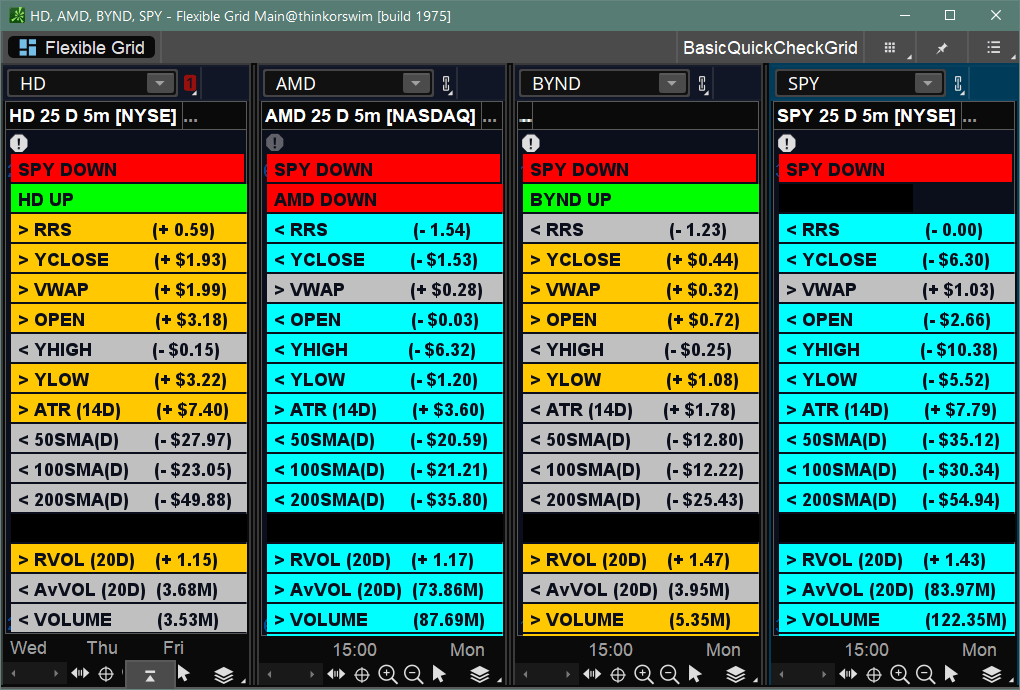 HD, AMD, BYND, SPY - Flexible Grid Main@thinkorswim [build 1975]
Flexible Grid
BasicQuickCheckGrid
HD
1
HD 25 D 5m [NYSE] ...
SPY DOWN
HD UP
> RRS (+ 0.59)
> YCLOSE (+ $1.93)
> VWAP (+ $1.99)
> OPEN (+ $3.18)
< YHIGH (- $0.15)
> YLOW (+ $3.22)
> ATR (14D) (+ $7.40)
< 50SMA(D) (- $27.97)
< 100SMA(D) (- $23.05)
< 200SMA(D) (- $49.88)
> RVOL (20D) (+ 1.15)
< AvVOL (20D) (3.68M)
< VOLUME (3.53M)
Wed Thu Fri
AMD
AMD 25 D 5m [NASDAQ] ...
SPY DOWN
AMD DOWN
< RRS (- 1.54)
< YCLOSE (- $1.53)
> VWAP (+ $0.28)
< OPEN (- $0.03)
< YHIGH (- $6.32)
< YLOW (- $1.20)
> ATR (14D) (+ $3.60)
< 50SMA(D) (- $20.59)
< 100SMA(D) (- $21.21)
< 200SMA(D) (- $35.80)
> RVOL (20D) (+ 1.17)
> AvVOL (20D) (73.86M)
> VOLUME (87.69M)
15:00 Mon
BYND
...
SPY DOWN
BYND UP
< RRS (- 1.23)
> YCLOSE (+ $0.44)
> VWAP (+ $0.32)
> OPEN (+ $0.72)
< YHIGH (- $0.25)
> YLOW (+ $1.08)
< ATR (14D) (+ $1.78)
< 50SMA(D) (- $12.80)
< 100SMA(D) (- $12.22)
< 200SMA(D) (- $25.43)
> RVOL (20D) (+ 1.47)
< AvVOL (20D) (3.95M)
> VOLUME (5.35M)
15:00 Mon
SPY
SPY 25 D 5m [NYSE] ...
SPY DOWN
< RRS (- 0.00)
< YCLOSE (- $6.30)
> VWAP (+ $1.03)
< OPEN (- $2.66)
< YHIGH (- $10.38)
< YLOW (- $5.52)
> ATR (14D) (+ $7.79)
< 50SMA(D) (- $35.12)
< 100SMA(D) (- $30.34)
< 200SMA(D) (- $54.94)
> RVOL (20D) (+ 1.43)
> AvVOL (20D) (83.97M)
> VOLUME (122.35M)
15:00 Mon